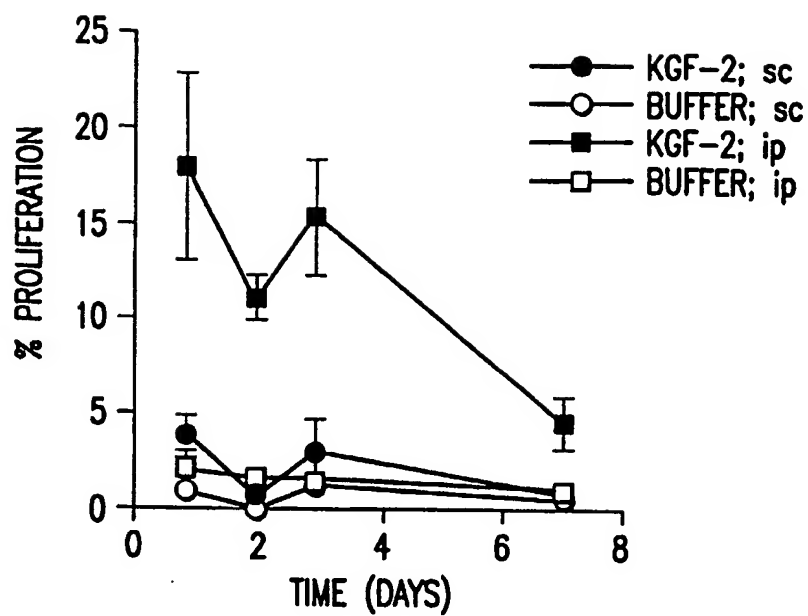 25
20
15
10
5
0
% PROLIFERATION
0 2 4 6 8
TIME (DAYS)
KGF-2; sc
BUFFER; sc
KGF-2; ip
BUFFER; ip